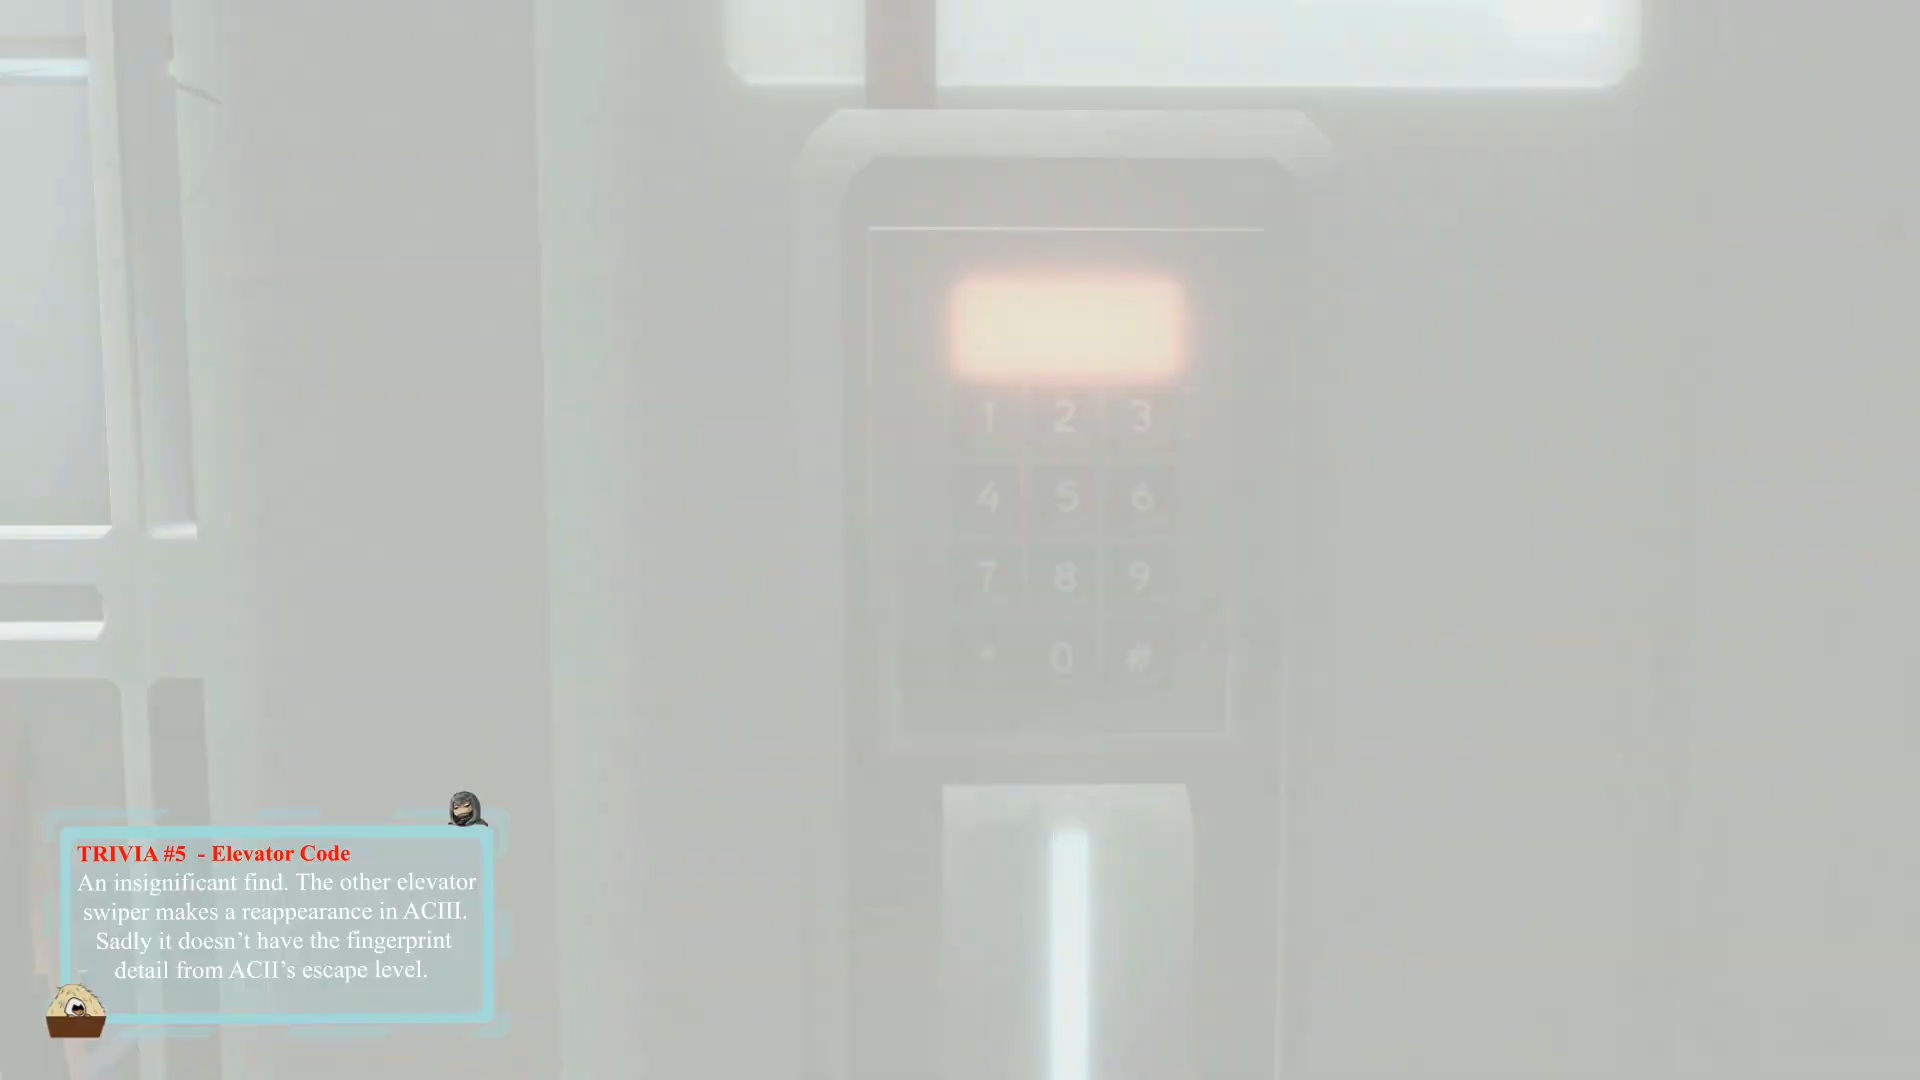 1 2 3
4 5 6
7 8 9
* 0 #
TRIVIA #5 - Elevator Code
An insignificant find. The other elevator
swiper makes a reappearance in ACIII.
Sadly it doesn’t have the fingerprint
detail from ACII’s escape level.